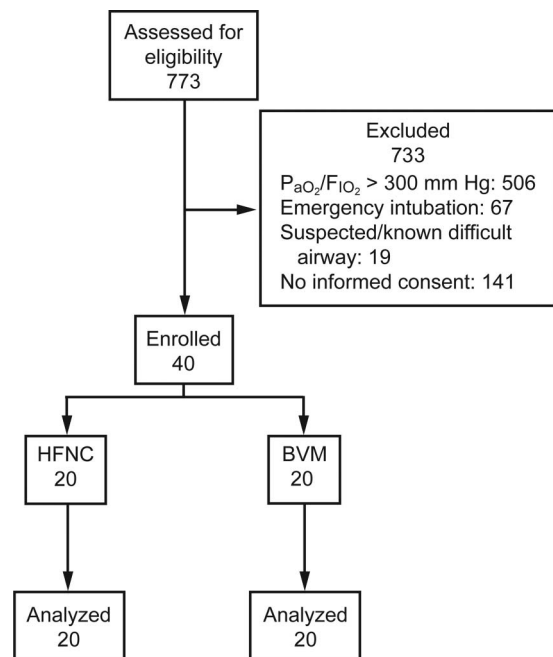 Assessed for
eligibility
773
Excluded
733
PaO2/FIO2 > 300 mm Hg: 506
Emergency intubation: 67
Suspected/known difficult
airway: 19
No informed consent: 141
Enrolled
40
HFNC
20
BVM
20
Analyzed
20
Analyzed
20